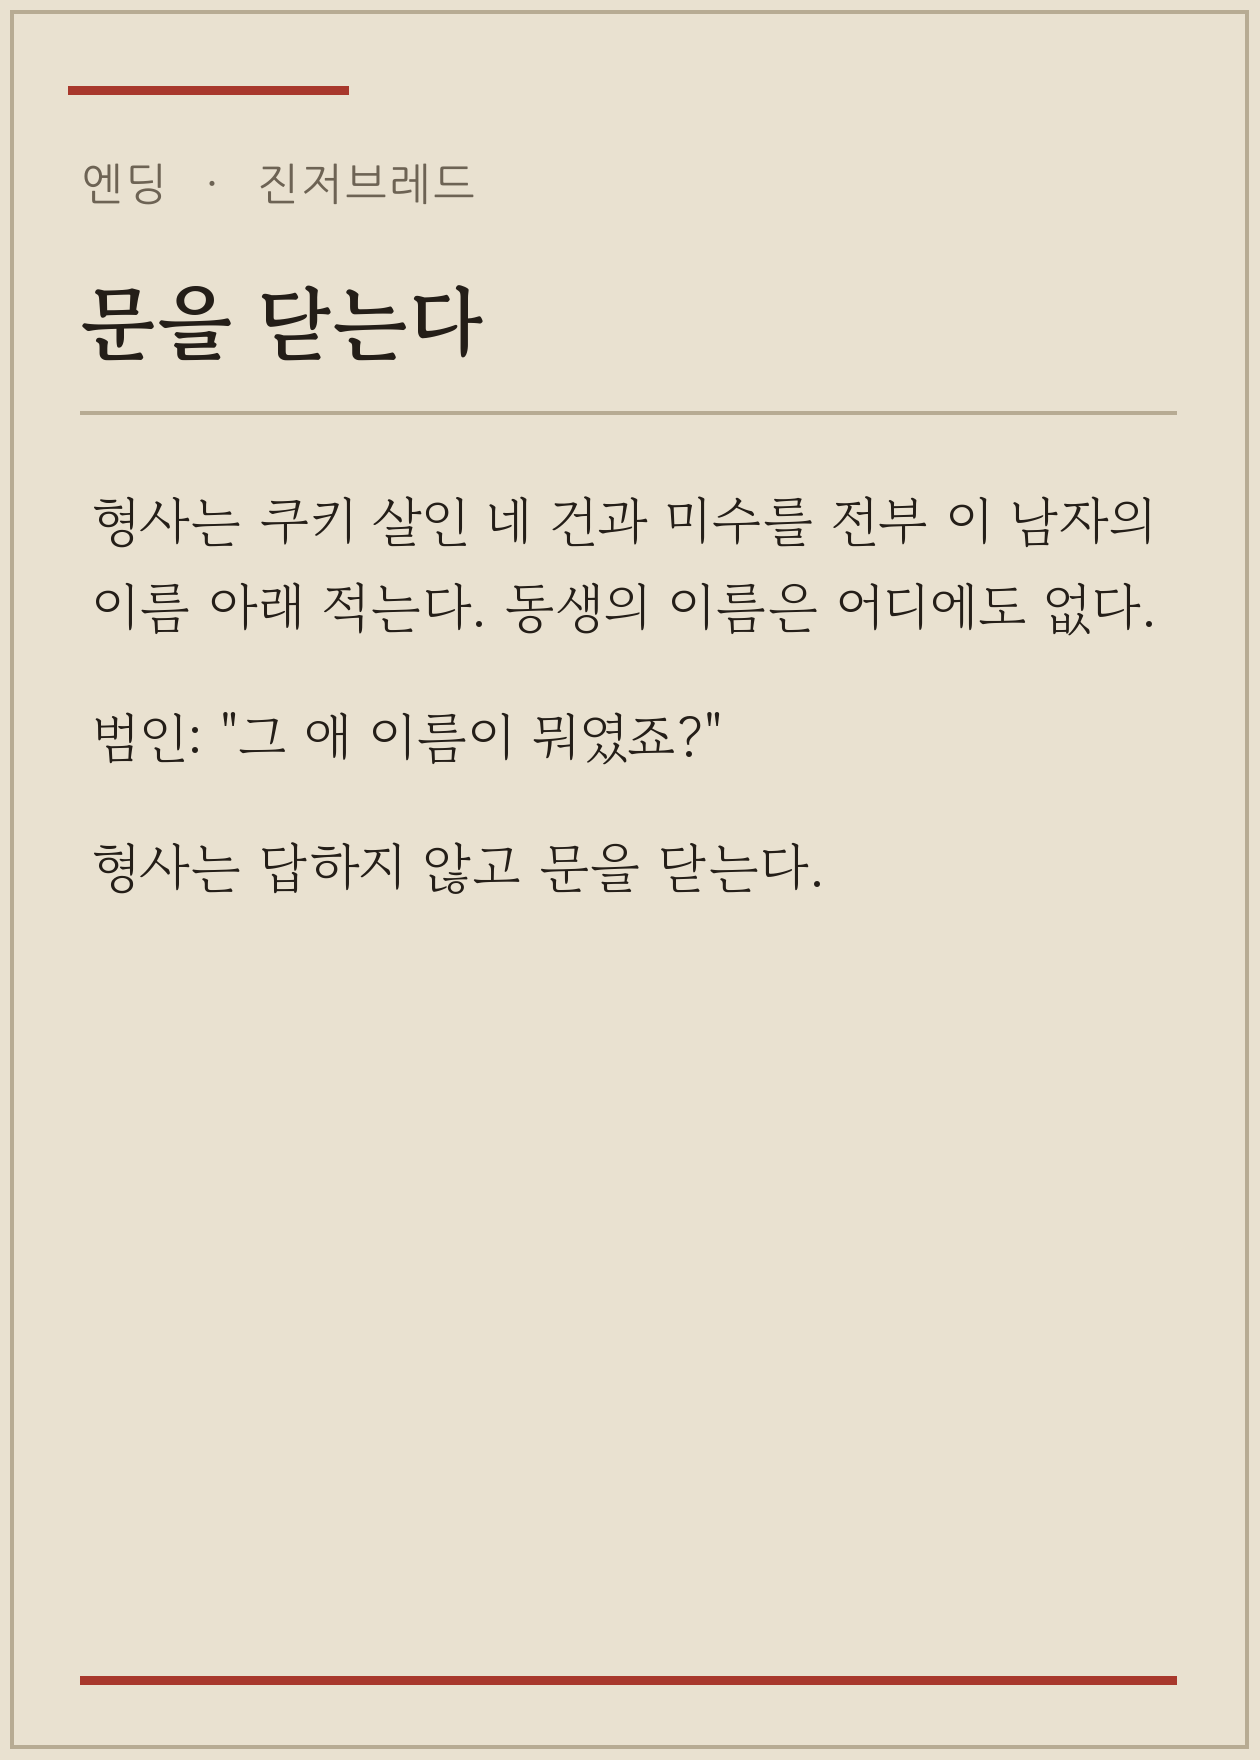 엔딩 · 진저브레드
문을 닫는다
형사는 쿠키 살인 네 건과 미수를 전부 이 남자의
이름 아래 적는다. 동생의 이름은 어디에도 없다.
범인: "그 애 이름이 뭐였죠?"
형사는 답하지 않고 문을 닫는다.